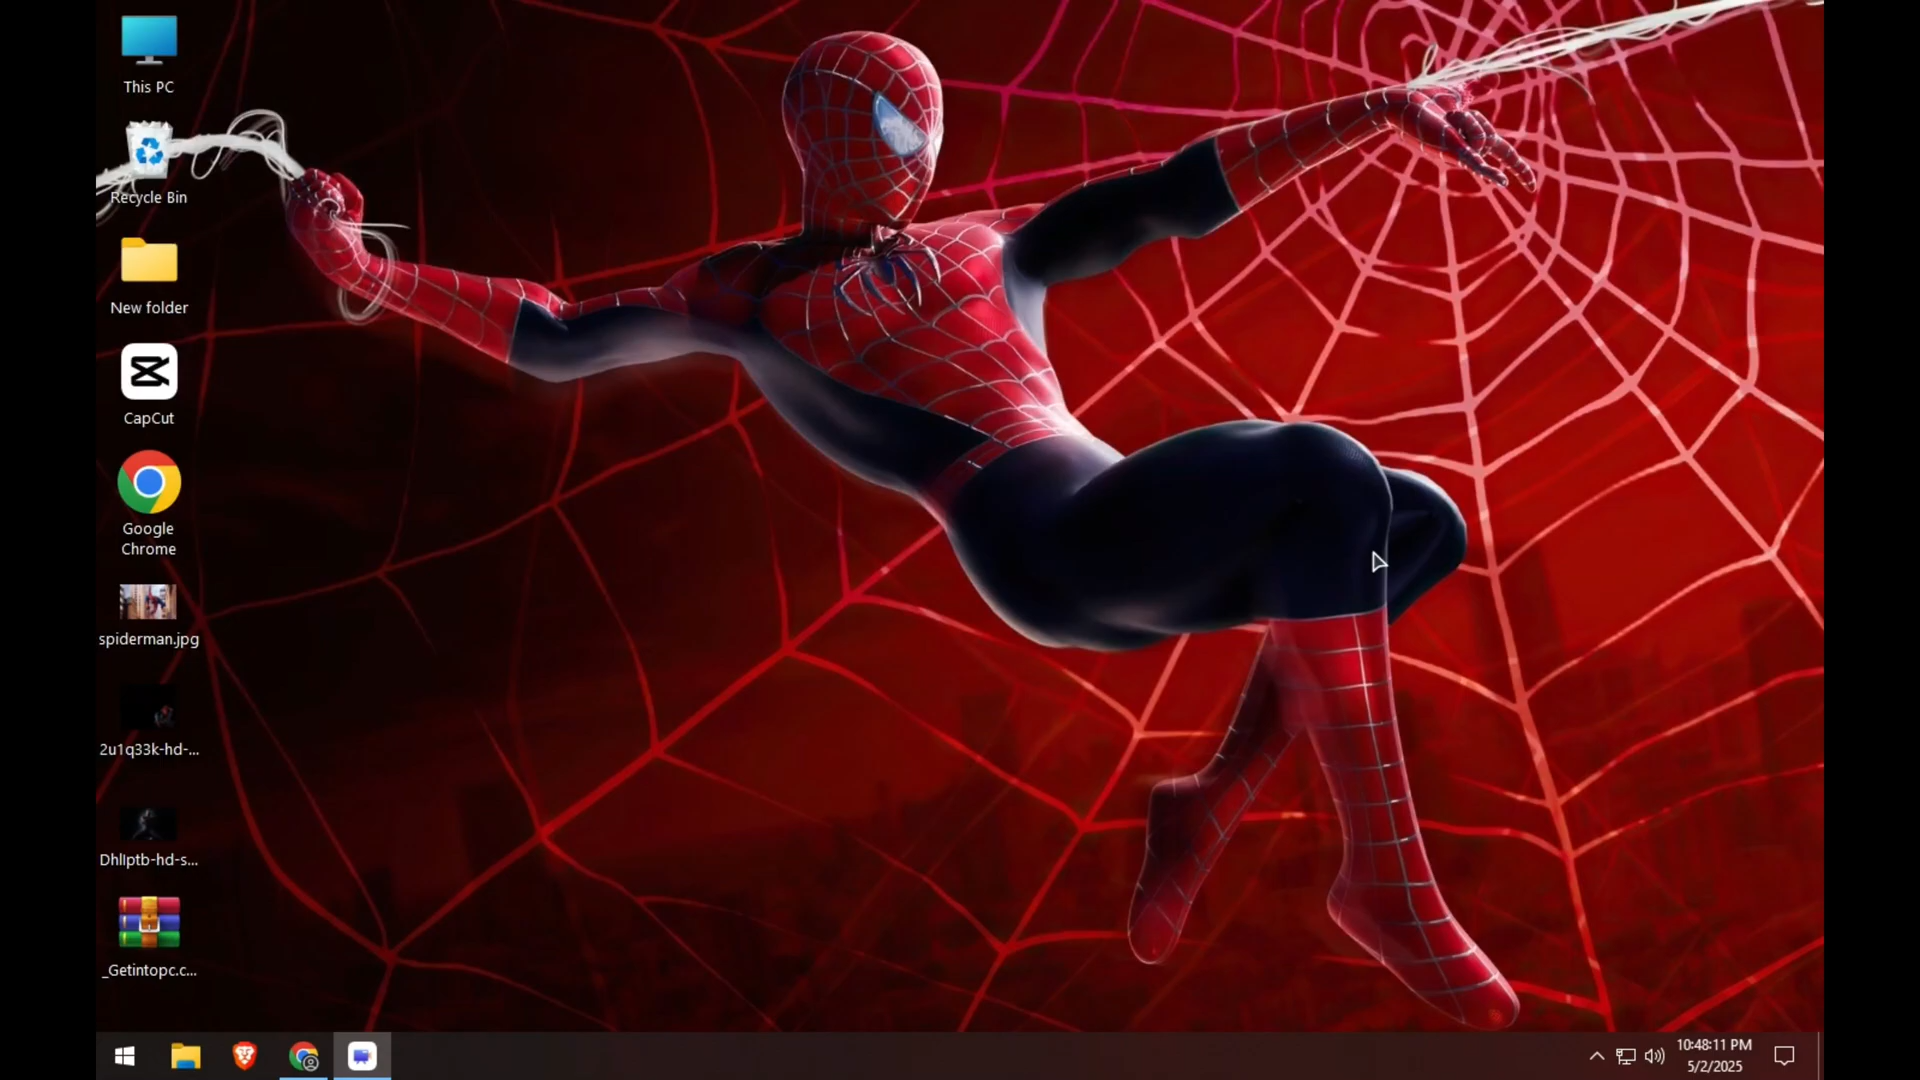 This PC
Recycle Bin
New folder
CapCut
Google
Chrome
spiderman.jpg
2u1q33k-hd-...
DhlIptb-hd-s...
_Getintopc.c...
10:48:11 PM
5/2/2025